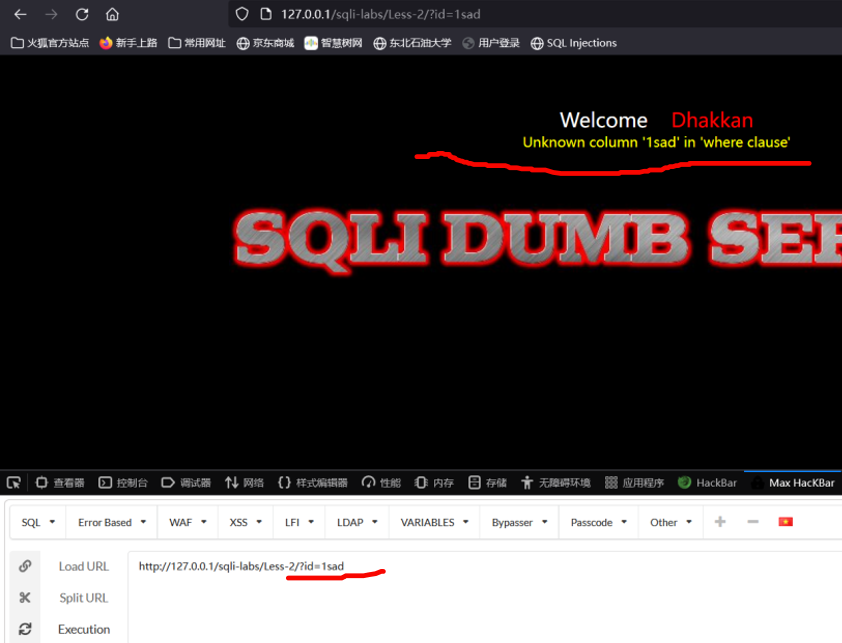 127.0.0.1/sqli-labs/Less-2/?id=1sad
火狐官方站点 新手上路 常用网址 京东商城 智慧树网 东北石油大学 用户登录 SQL Injections
Welcome Dhakkan
Unknown column '1sad' in 'where clause'
SQLI DUMB SER
查看器 控制台 调试器 网络 样式编辑器 性能 内存 存储 无障碍环境 应用程序 HackBar Max HacKBar
SQL Error Based WAF XSS LFI LDAP VARIABLES Bypasser Passcode Other
Load URL http://127.0.0.1/sqli-labs/Less-2/?id=1sad
Split URL
Execution